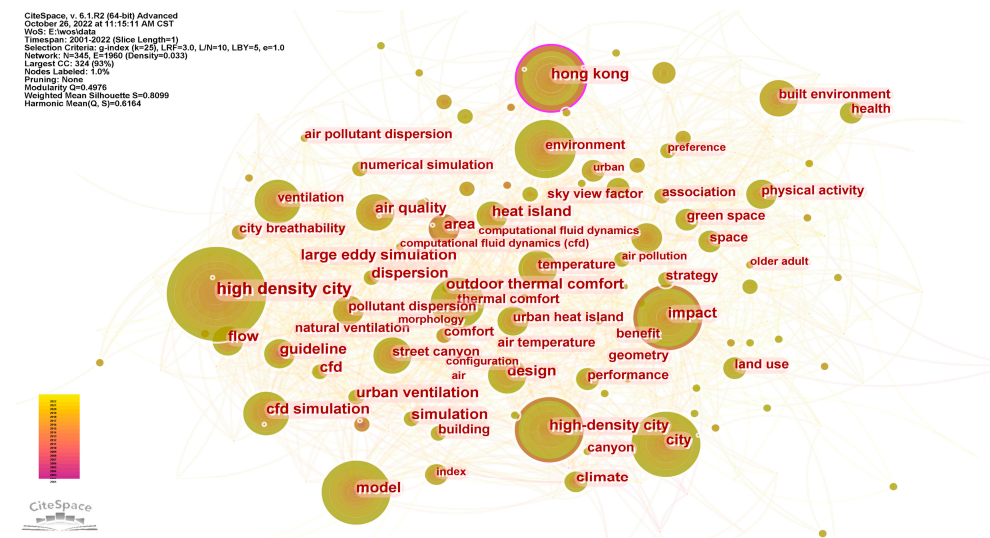 CiteSpace, v. 6.1.R2 (64-bit) Advanced
October 26, 2022 at 11:15:11 AM CST
WoS: E:\wos\data
Timespan: 2001-2022 (Slice Length=1)
Selection Criteria: g-index (k=25), LRF=3.0, L/N=10, LBY=5, e=1.0
Network: N=345, E=1960 (Density=0.033)
Largest CC: 324 (93%)
Nodes Labeled: 1.0%
Pruning: None
Modularity Q=0.4976
Weighted Mean Silhouette S=0.8099
Harmonic Mean(Q, S)=0.6164
hong kong
built environment
health
air pollutant dispersion
environment
preference
numerical simulation
urban
ventilation
sky view factor
association
physical activity
air quality
heat island
green space
area
city breathability
computational fluid dynamics
space
computational fluid dynamics (cfd)
large eddy simulation
air pollution
older adult
temperature
dispersion
strategy
outdoor thermal comfort
high density city
thermal comfort
pollutant dispersion
impact
morphology
urban heat island
natural ventilation
comfort
benefit
flow
air temperature
guideline
street canyon
geometry
configuration
cfd
land use
air
design
performance
urban ventilation
cfd simulation
simulation
high-density city
building
city
canyon
index
climate
model
CiteSpace